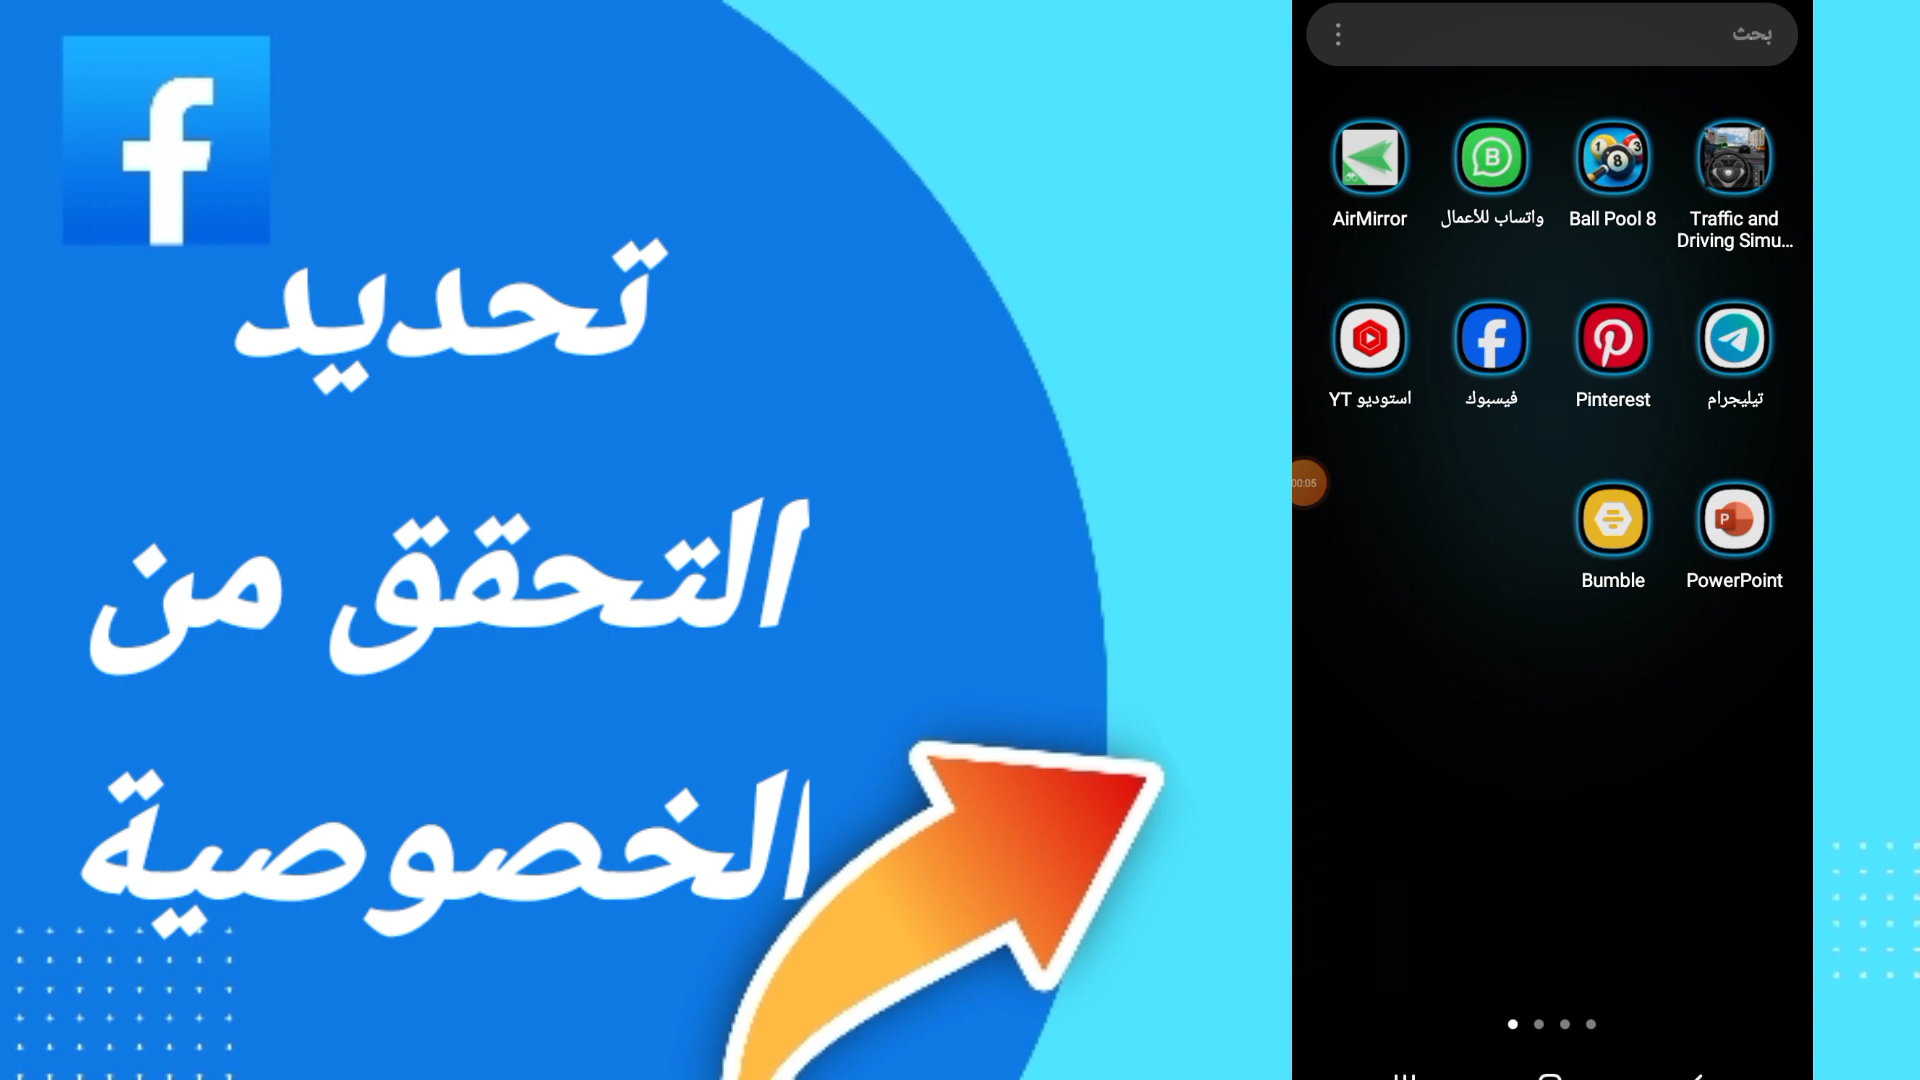 تحديد
التحقق من
الخصوصية
بحث
AirMirror
واتساب للأعمال
Ball Pool 8
Traffic and
Driving Simu...
استوديو YT
فيسبوك
Pinterest
تيليجرام
00:05
Bumble
PowerPoint